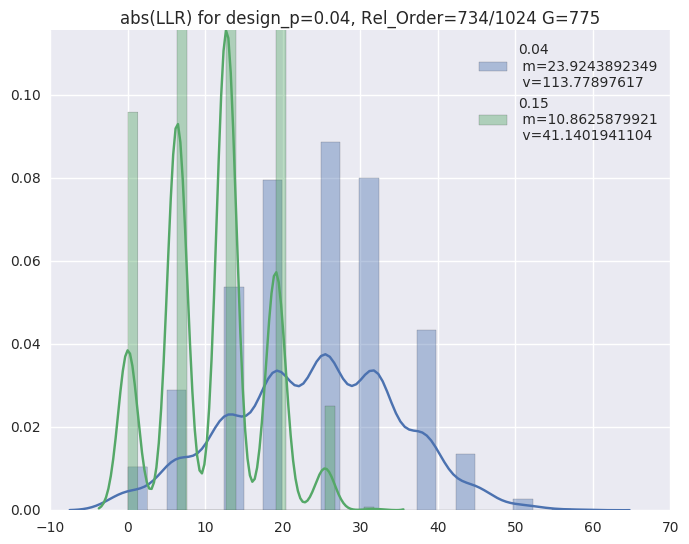 abs(LLR) for design_p=0.04, Rel_Order=734/1024 G=775
0.04
m=23.9243892349
v=113.77897617
0.15
m=10.8625879921
v=41.1401941104
0.10
0.08
0.06
0.04
0.02
0.00
−10 0 10 20 30 40 50 60 70